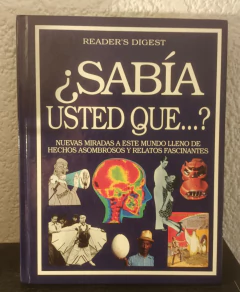 READER'S DIGEST
¿SABÍA
USTED QUE...?
NUEVAS MIRADAS A ESTE MUNDO LLENO DE
HECHOS ASOMBROSOS Y RELATOS FASCINANTES